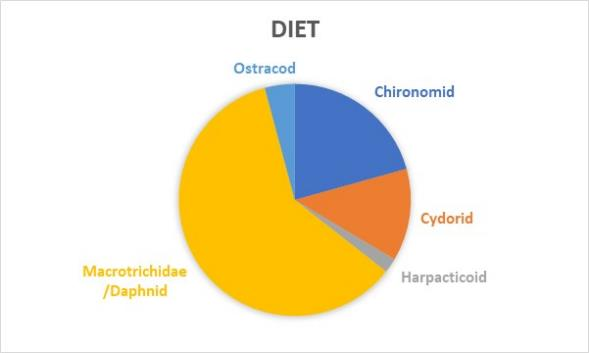 DIET
Ostracod
Chironomid
Cydorid
Harpacticoid
Macrotrichidae
/Daphnid